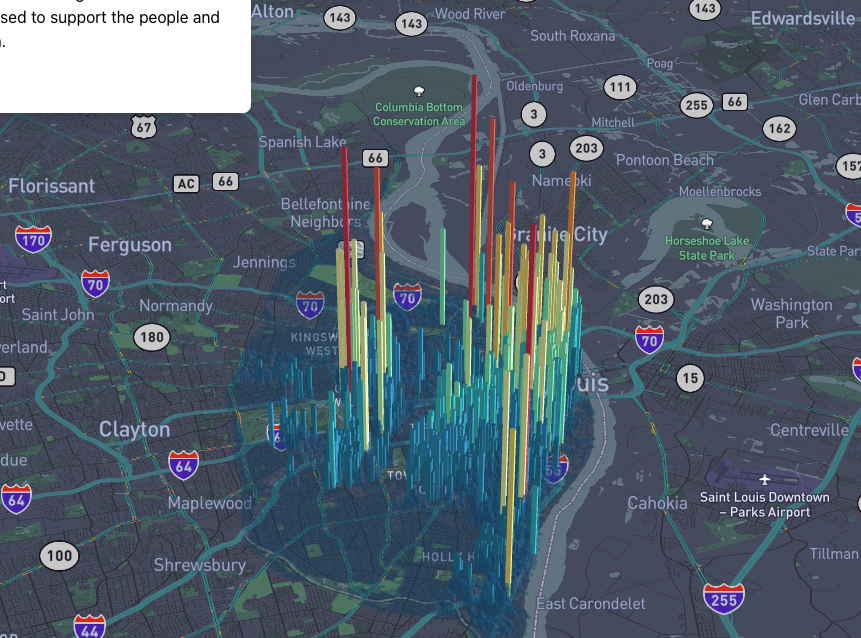 sed to support the people and
Alton
143
143
Wood River
143
Edwardsville
South Roxana
Poag
Oldenburg
111
255
66
Glen Carb
Columbia Bottom
Conservation Area
3
Mitchell
162
67
Spanish Lake
66
3
203
Pontoon Beach
157
Florissant
AC
66
Nameoki
Moellenbrocks
Bellefontaine
Neighbors
170
Ferguson
Granite City
Horseshoe Lake
State Park
State Par
Jennings
70
70
70
203
Saint John
Normandy
Washington
Park
180
KINGSW
WEST
70
erland
15
uis
Clayton
Centreville
vette
due
64
64
TOW
55
Maplewood
Cahokia
Saint Louis Downtown
– Parks Airport
100
Shrewsbury
HOLL H
Tillman
East Carondelet
255
44